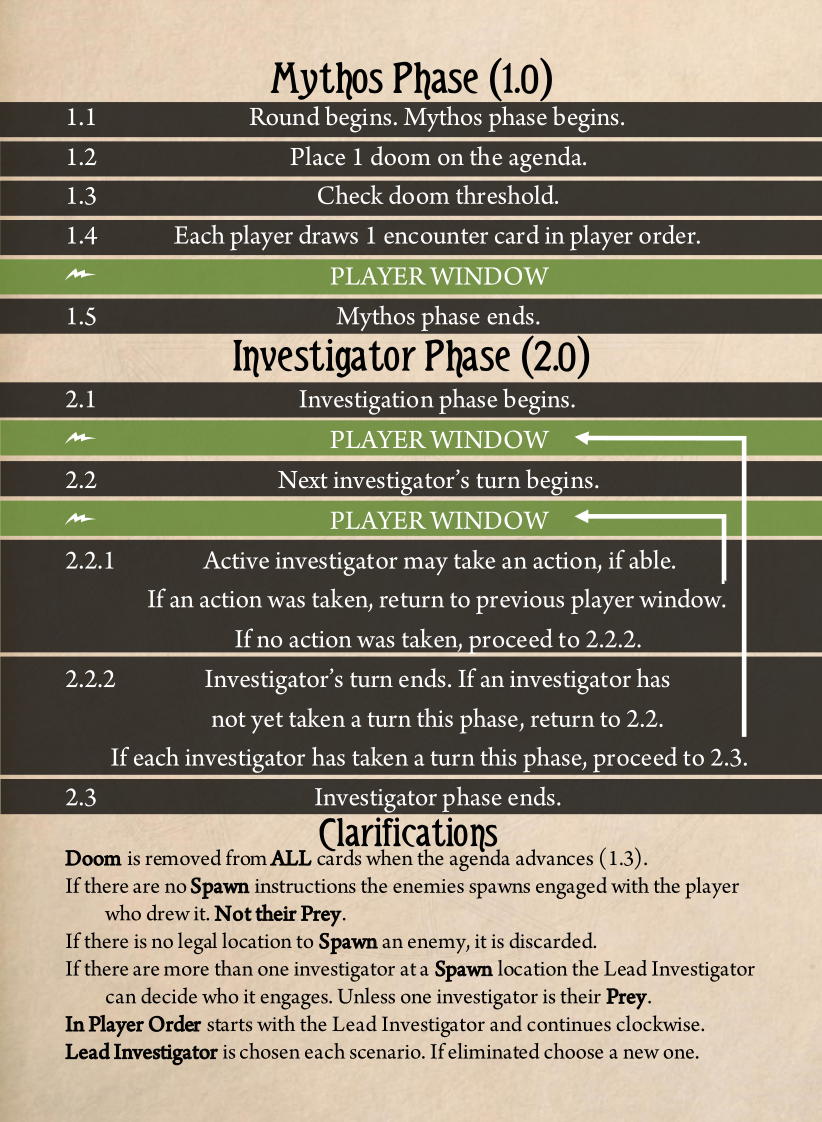 Mythos Phase (1.0)
1.1 Round begins. Mythos phase begins.
1.2 Place 1 doom on the agenda.
1.3 Check doom threshold.
1.4 Each player draws 1 encounter card in player order.
PLAYER WINDOW
1.5 Mythos phase ends.
Investigator Phase (2.0)
2.1 Investigation phase begins.
PLAYER WINDOW
2.2 Next investigator's turn begins.
PLAYER WINDOW
2.2.1 Active investigator may take an action, if able.
If an action was taken, return to previous player window.
If no action was taken, proceed to 2.2.2.
2.2.2 Investigator's turn ends. If an investigator has
not yet taken a turn this phase, return to 2.2.
If each investigator has taken a turn this phase, proceed to 2.3.
2.3 Investigator phase ends.
Clarifications
Doom is removed from ALL cards when the agenda advances (1.3).
If there are no Spawn instructions the enemies spawns engaged with the player
who drew it. Not their Prey.
If there is no legal location to Spawn an enemy, it is discarded.
If there are more than one investigator at a Spawn location the Lead Investigator
can decide who it engages. Unless one investigator is their Prey.
In Player Order starts with the Lead Investigator and continues clockwise.
Lead Investigator is chosen each scenario. If eliminated choose a new one.